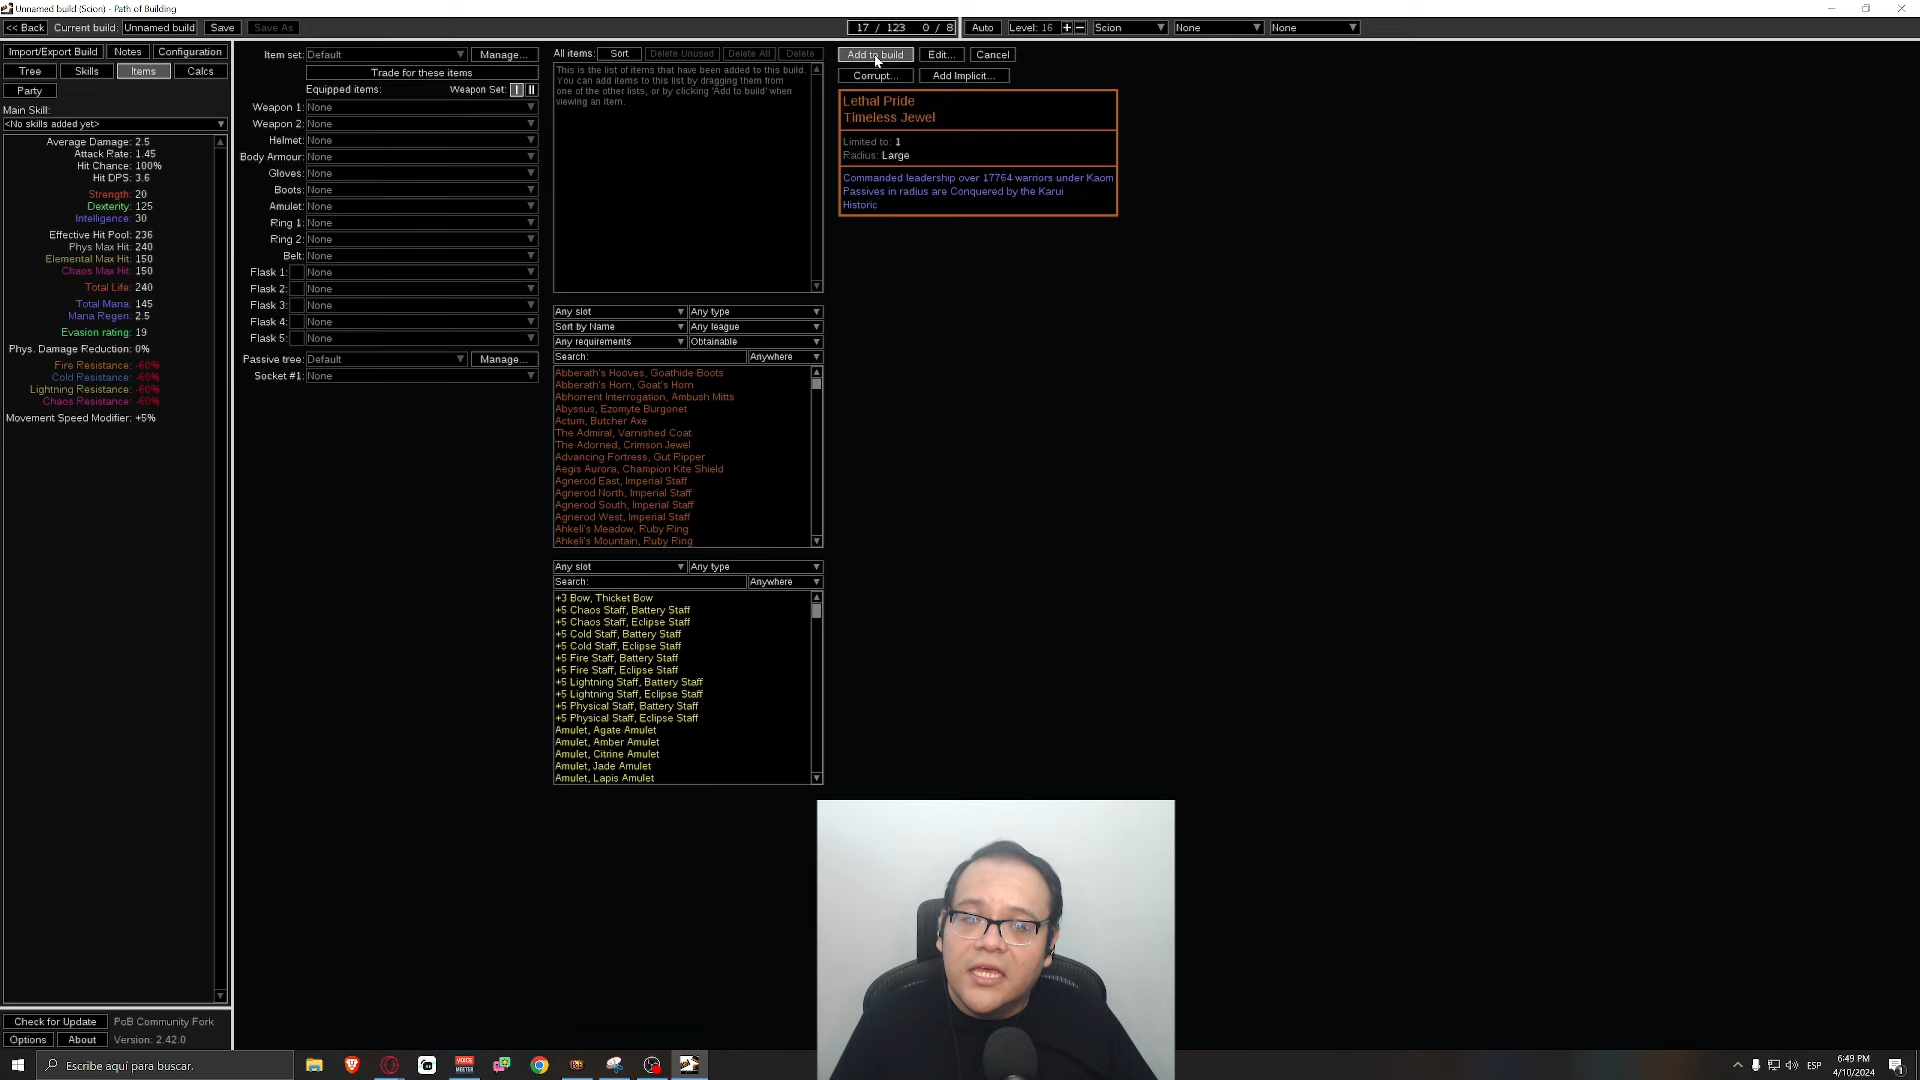 Unnamed build (Scion) - Path of Building
<< Back Current build: Unnamed build Save Save As 17 / 123 0 / 8 Auto Level: 16 + − Scion None None
Import/Export Build Notes Configuration
Tree Skills Items Calcs
Party
Main Skill:
<No skills added yet>
Average Damage: 2.5
Attack Rate: 1.45
Hit Chance: 100%
Hit DPS: 3.6
Strength: 20
Dexterity: 125
Intelligence: 30
Effective Hit Pool: 236
Phys Max Hit: 240
Elemental Max Hit: 150
Chaos Max Hit: 150
Total Life: 240
Total Mana: 145
Mana Regen: 2.5
Evasion rating: 19
Phys. Damage Reduction: 0%
Fire Resistance: -60%
Cold Resistance: -60%
Lightning Resistance: -60%
Chaos Resistance: -60%
Movement Speed Modifier: +5%
Check for Update PoB Community Fork
Options About Version: 2.42.0
Item set: Default Manage...
Trade for these items
Equipped items: Weapon Set: I II
Weapon 1: None
Weapon 2: None
Helmet: None
Body Armour: None
Gloves: None
Boots: None
Amulet: None
Ring 1: None
Ring 2: None
Belt: None
Flask 1: None
Flask 2: None
Flask 3: None
Flask 4: None
Flask 5: None
Passive tree: Default Manage...
Socket #1: None
All items: Sort Delete Unused Delete All Delete
This is the list of items that have been added to this build.
You can add items to this list by dragging them from
one of the other lists, or by clicking 'Add to build' when
viewing an item.
Any slot Any type
Sort by Name Any league
Any requirements Obtainable
Search: Anywhere
Abberath's Hooves, Goathide Boots
Abberath's Horn, Goat's Horn
Abhorrent Interrogation, Ambush Mitts
Abyssus, Ezomyte Burgonet
Actum, Butcher Axe
The Admiral, Varnished Coat
The Adorned, Crimson Jewel
Advancing Fortress, Gut Ripper
Aegis Aurora, Champion Kite Shield
Agnerod East, Imperial Staff
Agnerod North, Imperial Staff
Agnerod South, Imperial Staff
Agnerod West, Imperial Staff
Ahkeli's Meadow, Ruby Ring
Ahkeli's Mountain, Ruby Ring
Any slot Any type
Search: Anywhere
+3 Bow, Thicket Bow
+5 Chaos Staff, Battery Staff
+5 Chaos Staff, Eclipse Staff
+5 Cold Staff, Battery Staff
+5 Cold Staff, Eclipse Staff
+5 Fire Staff, Battery Staff
+5 Fire Staff, Eclipse Staff
+5 Lightning Staff, Battery Staff
+5 Lightning Staff, Eclipse Staff
+5 Physical Staff, Battery Staff
+5 Physical Staff, Eclipse Staff
Amulet, Agate Amulet
Amulet, Amber Amulet
Amulet, Citrine Amulet
Amulet, Jade Amulet
Amulet, Lapis Amulet
Add to build Edit... Cancel
Corrupt... Add Implicit...
Lethal Pride
Timeless Jewel
Limited to: 1
Radius: Large
Commanded leadership over 17764 warriors under Kaom
Passives in radius are Conquered by the Karui
Historic
Escribe aquí para buscar.
VOICE MEETER
ESP
6:49 PM
4/10/2024
1